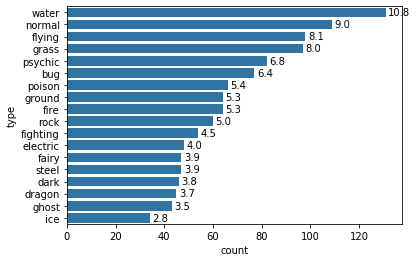 water 10.8
normal 9.0
flying 8.1
grass 8.0
psychic 6.8
bug 6.4
poison 5.4
ground 5.3
fire 5.3
rock 5.0
fighting 4.5
electric 4.0
fairy 3.9
steel 3.9
dark 3.8
dragon 3.7
ghost 3.5
ice 2.8
0 20 40 60 80 100 120
count
type